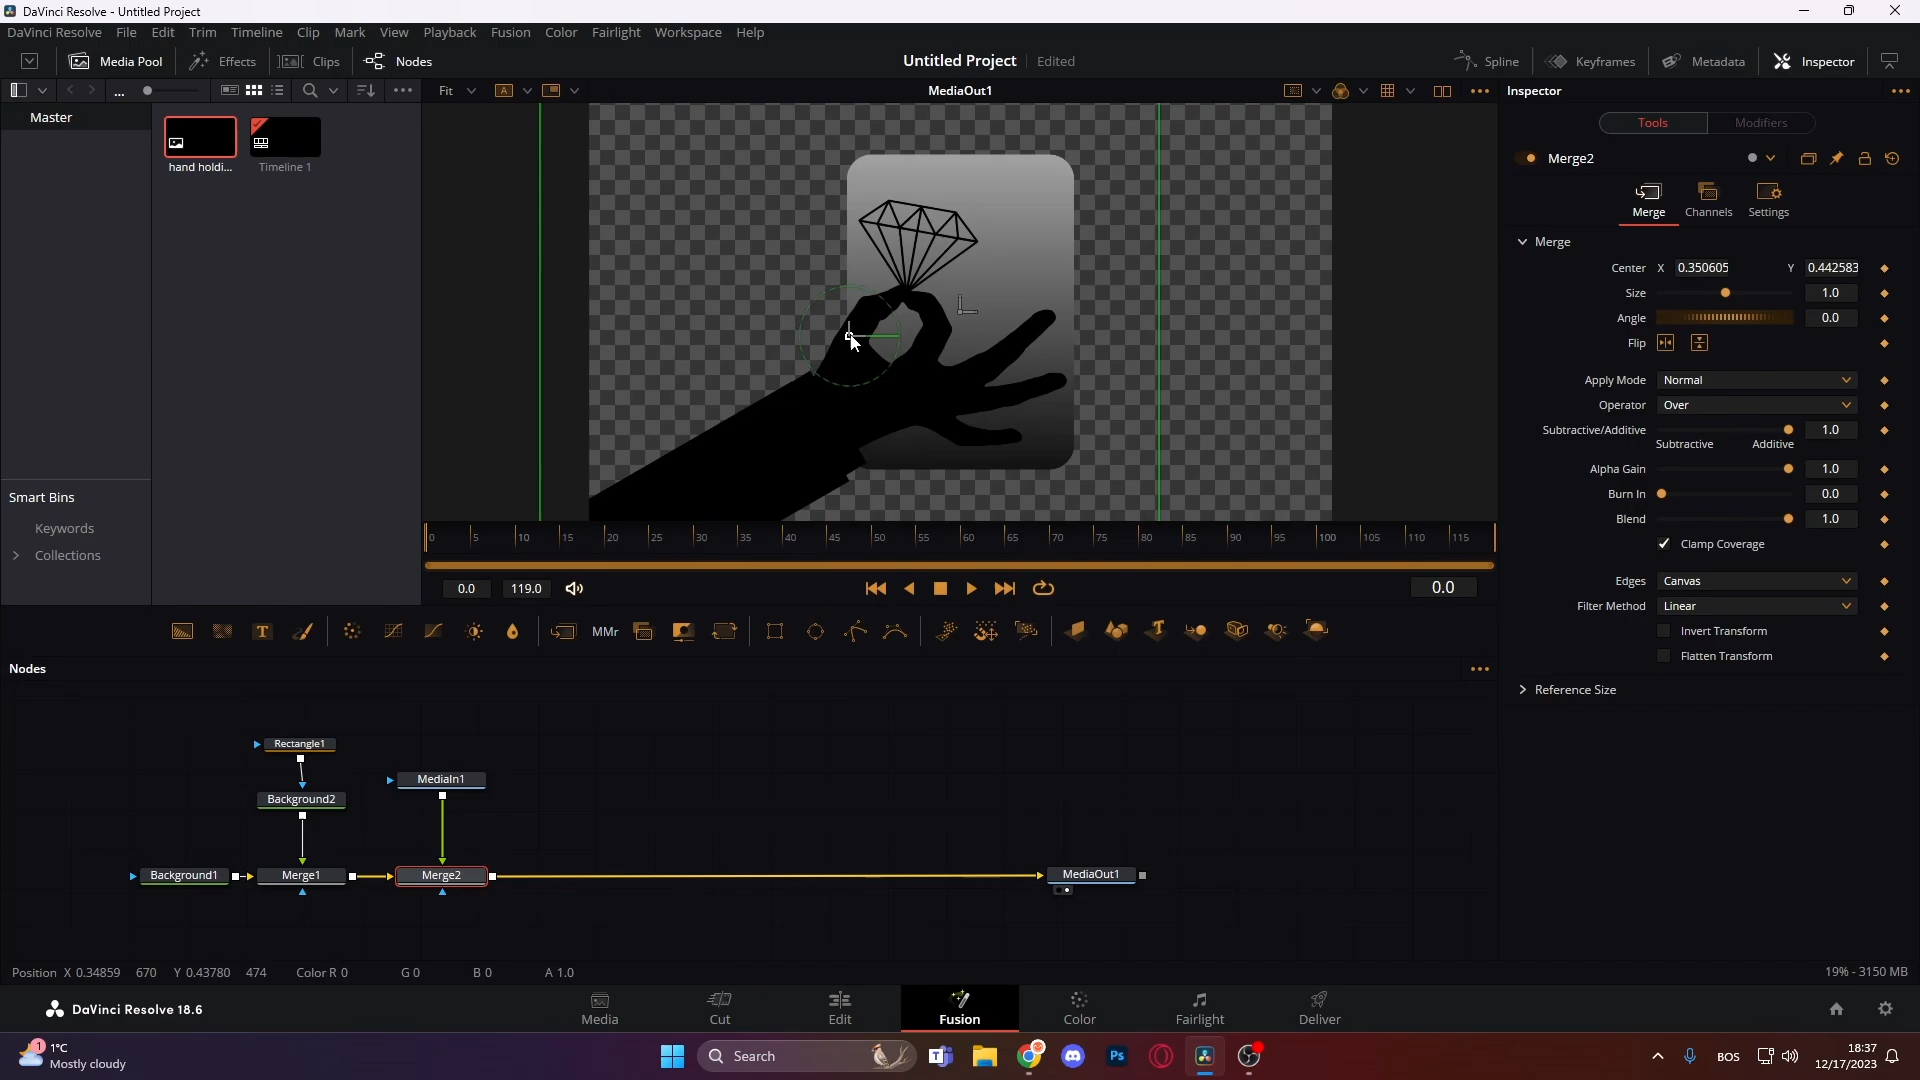 DaVinci Resolve - Untitled Project
DaVinci Resolve File Edit Trim Timeline Clip Mark View Playback Fusion Color Fairlight Workspace Help
Media Pool Effects Clips Nodes Untitled Project Edited Spline Keyframes Metadata Inspector
... Fit A MediaOut1 Inspector
Master
hand holdi... Timeline 1
Tools Modifiers
Merge2
Merge Channels Settings
Merge
Center X 0.350605 Y 0.442583
Size 1.0
Angle 0.0
Flip
Apply Mode Normal
Operator Over
Subtractive/Additive 1.0
Subtractive Additive
Alpha Gain 1.0
Burn In 0.0
Blend 1.0
Clamp Coverage
Edges Canvas
Filter Method Linear
Invert Transform
Flatten Transform
Reference Size
Smart Bins
Keywords
Collections
0 5 10 15 20 25 30 35 40 45 50 55 60 65 70 75 80 85 90 95 100 105 110 115
0.0 119.0 0.0
T MMr
Nodes
Rectangle1
MediaIn1
Background2
Background1 Merge1 Merge2 MediaOut1
Position X 0.34859 670 Y 0.43780 474 Color R 0 G 0 B 0 A 1.0 19% - 3150 MB
DaVinci Resolve 18.6 Media Cut Edit Fusion Color Fairlight Deliver
1 1°C
Mostly cloudy
Search
Ps
BOS
18:37
12/17/2023